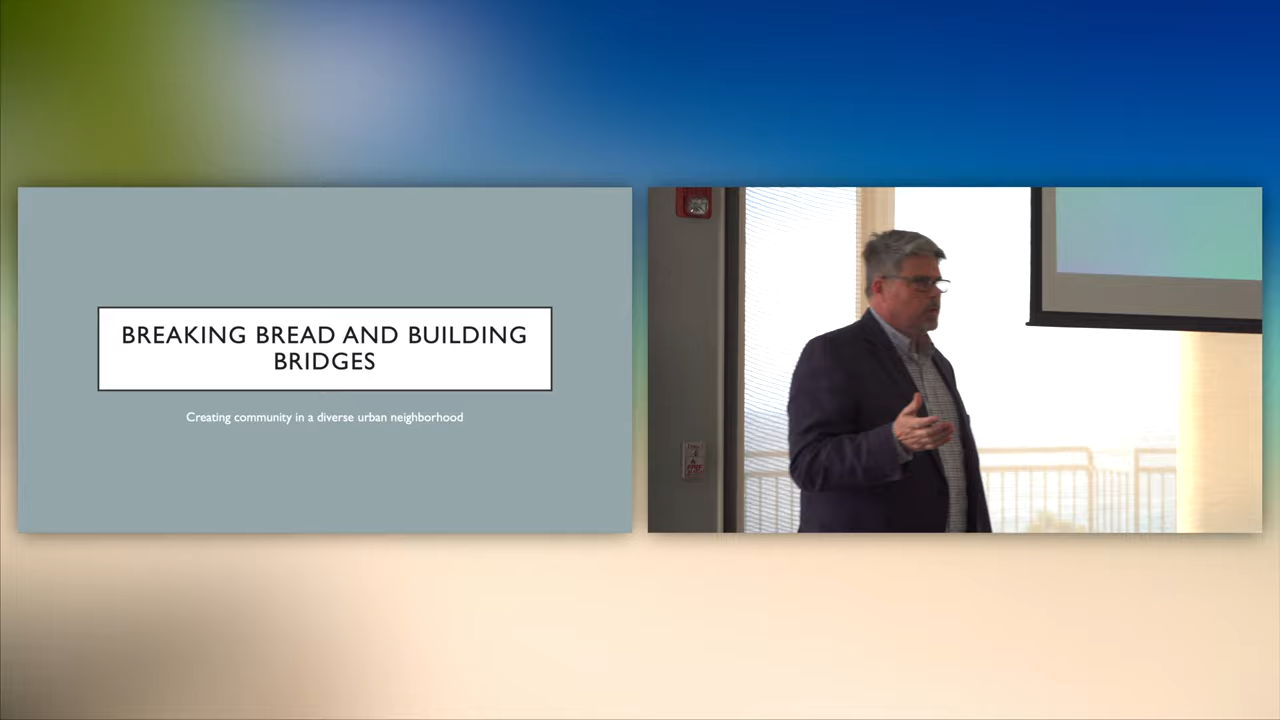 BREAKING BREAD AND BUILDING
BRIDGES
Creating community in a diverse urban neighborhood